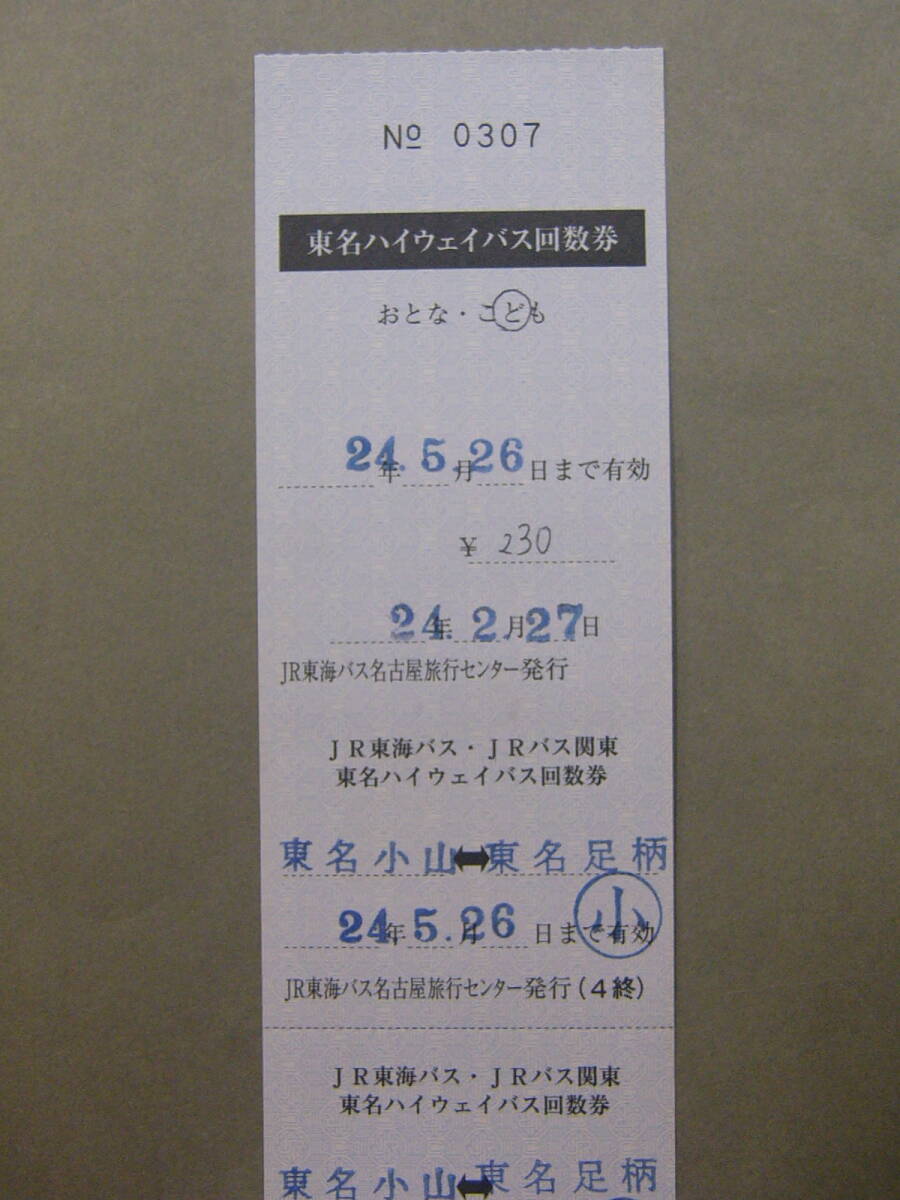 № 0307
東名ハイウェイバス回数券
おとな・こども
24.年 5.月 26日まで有効
¥ 230
24.年 2.月27日
JR東海バス名古屋旅行センター発行
ＪＲ東海バス・ＪＲバス関東
東名ハイウェイバス回数券
東名小山⬌東名足柄
小
24.年 5.月 26日まで有効
JR東海バス名古屋旅行センター発行(4終)
ＪＲ東海バス・ＪＲバス関東
東名ハイウェイバス回数券
東名小山⬌東名足柄